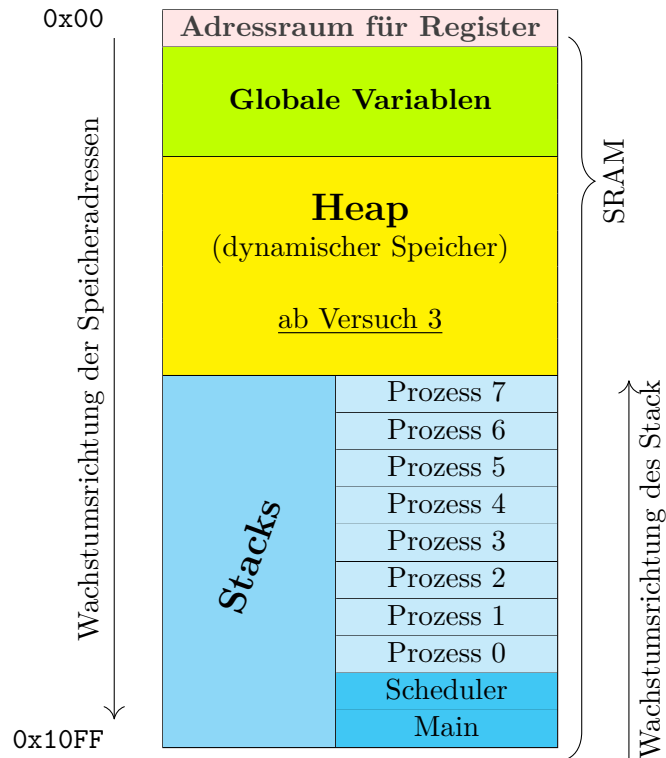 0x00
Adressraum für Register
Globale Variablen
Heap
(dynamischer Speicher)
ab Versuch 3
Wachstumsrichtung der Speicheradressen
SRAM
Stacks
Prozess 7
Prozess 6
Prozess 5
Prozess 4
Prozess 3
Prozess 2
Prozess 1
Prozess 0
Scheduler
Main
Wachstumsrichtung des Stack
0x10FF